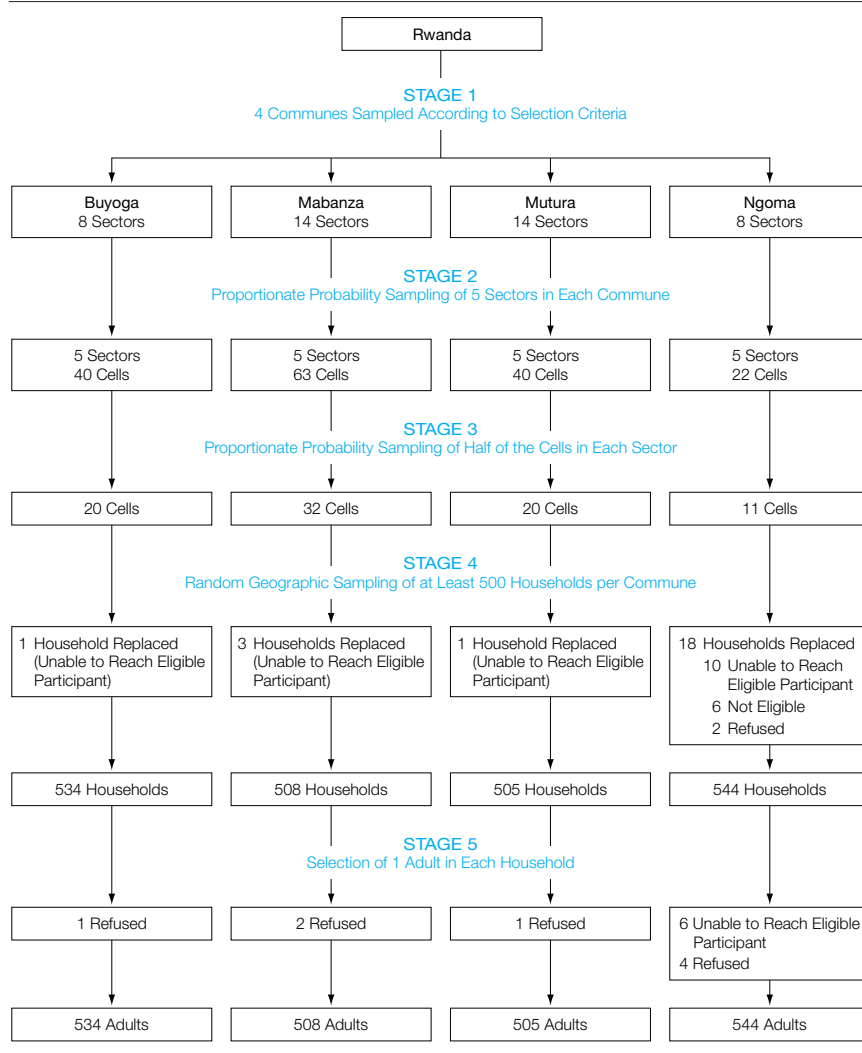 Rwanda
STAGE 1
4 Communes Sampled According to Selection Criteria
Buyoga
8 Sectors
Mabanza
14 Sectors
Mutura
14 Sectors
Ngoma
8 Sectors
STAGE 2
Proportionate Probability Sampling of 5 Sectors in Each Commune
5 Sectors
40 Cells
5 Sectors
63 Cells
5 Sectors
40 Cells
5 Sectors
22 Cells
STAGE 3
Proportionate Probability Sampling of Half of the Cells in Each Sector
20 Cells
32 Cells
20 Cells
11 Cells
STAGE 4
Random Geographic Sampling of at Least 500 Households per Commune
1 Household Replaced
(Unable to Reach Eligible
Participant)
3 Households Replaced
(Unable to Reach Eligible
Participant)
1 Household Replaced
(Unable to Reach Eligible
Participant)
18 Households Replaced
10 Unable to Reach
Eligible Participant
6 Not Eligible
2 Refused
534 Households
508 Households
505 Households
544 Households
STAGE 5
Selection of 1 Adult in Each Household
1 Refused
2 Refused
1 Refused
6 Unable to Reach Eligible
Participant
4 Refused
534 Adults
508 Adults
505 Adults
544 Adults